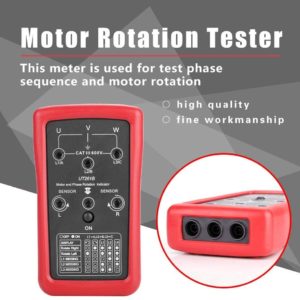 Motor Rotation Tester
This meter is used for test phase
sequence and motor rotation
high quality
fine workmanship
U V W
CAT III 600V
UT261B
Motor and Phase Rotation Indicator
SENSOR SENSOR
L R
ON